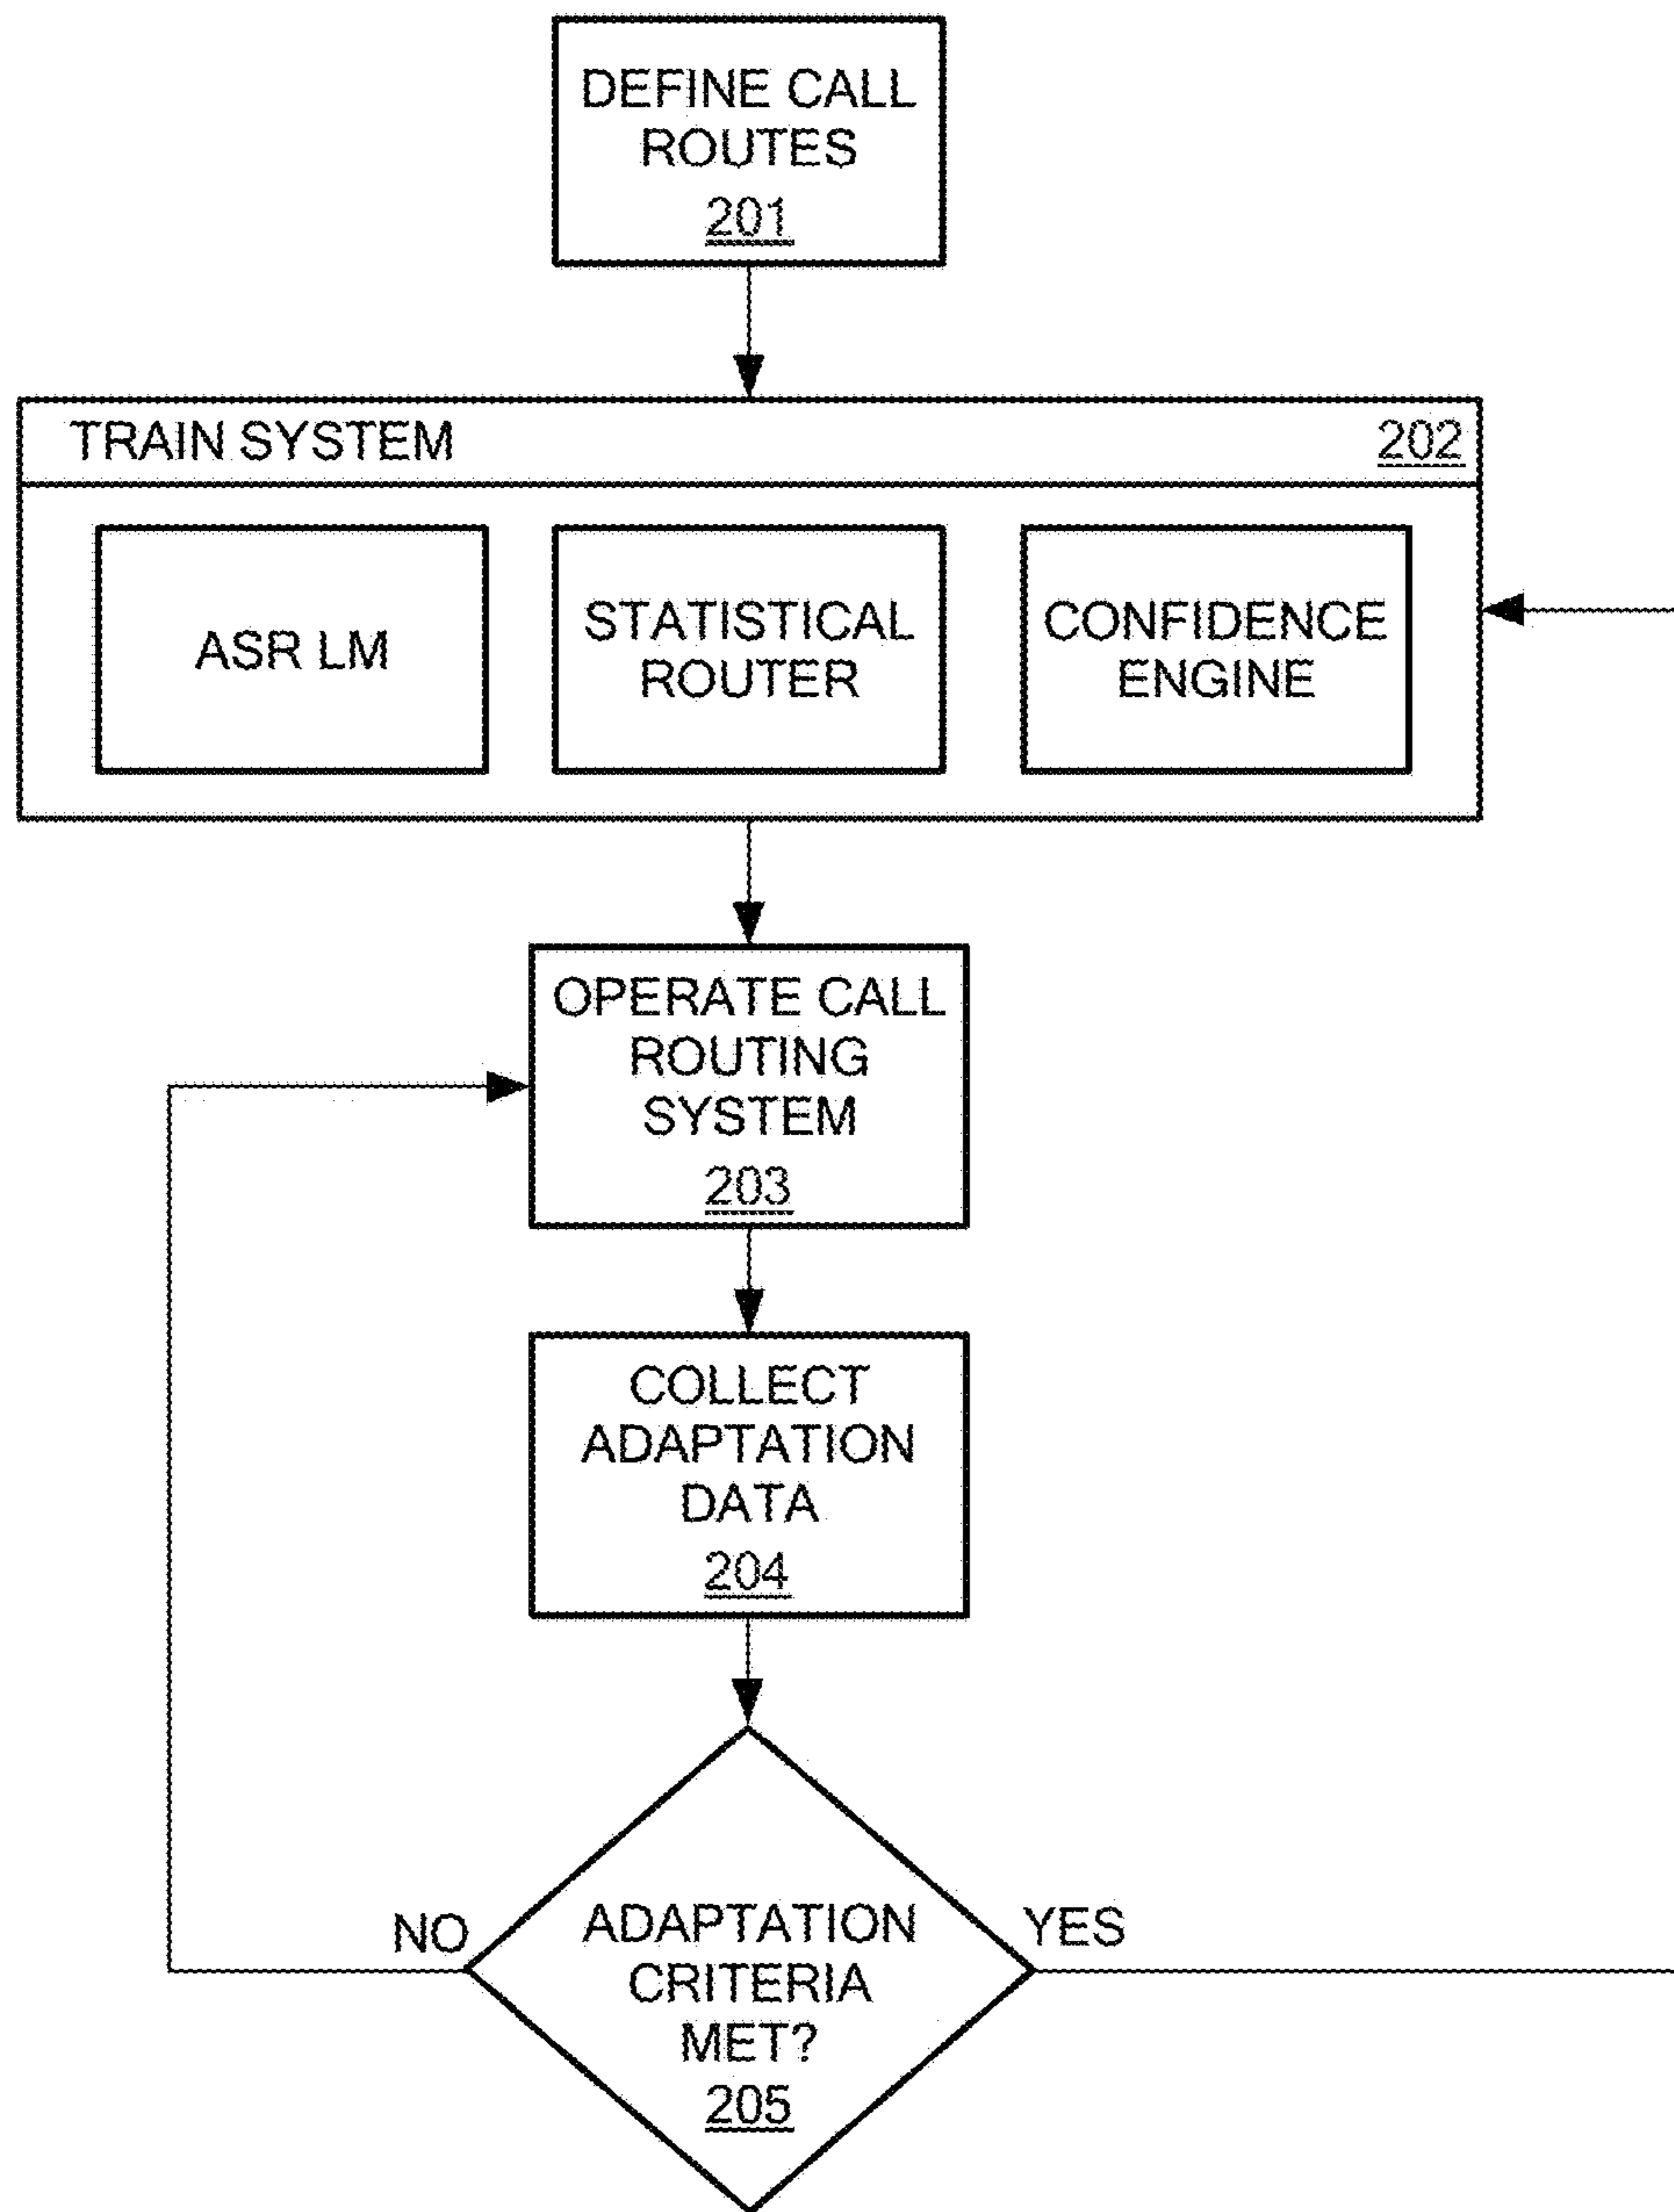 DEFINE CALL
ROUTES
201
TRAIN SYSTEM
202
ASR LM
STATISTICAL
ROUTER
CONFIDENCE
ENGINE
OPERATE CALL
ROUTING
SYSTEM
203
COLLECT
ADAPTATION
DATA
204
NO
YES
ADAPTATION
CRITERIA
MET?
205